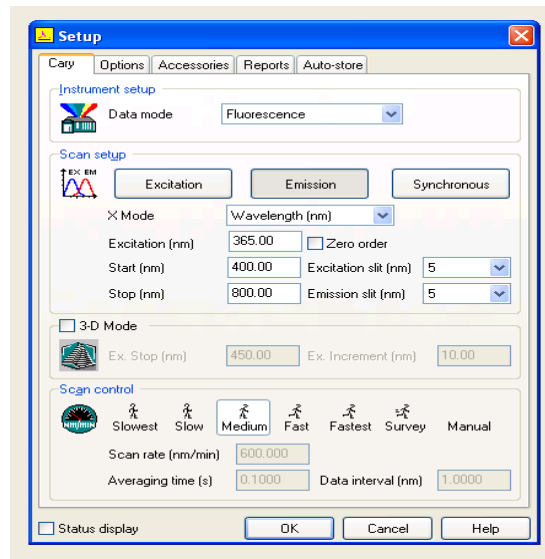 Setup
Cary Options Accessories Reports Auto-store
Instrument setup
Data mode Fluorescence
Scan setup
EX EM
Excitation Emission Synchronous
X Mode Wavelength (nm)
Excitation (nm) 365.00 Zero order
Start (nm) 400.00 Excitation slit (nm) 5
Stop (nm) 800.00 Emission slit (nm) 5
3-D Mode
Ex. Stop (nm) 450.00 Ex. Increment (nm) 10.00
Scan control
nm/min
Slowest Slow Medium Fast Fastest Survey Manual
Scan rate (nm/min) 600.000
Averaging time (s) 0.1000 Data interval (nm) 1.0000
Status display OK Cancel Help